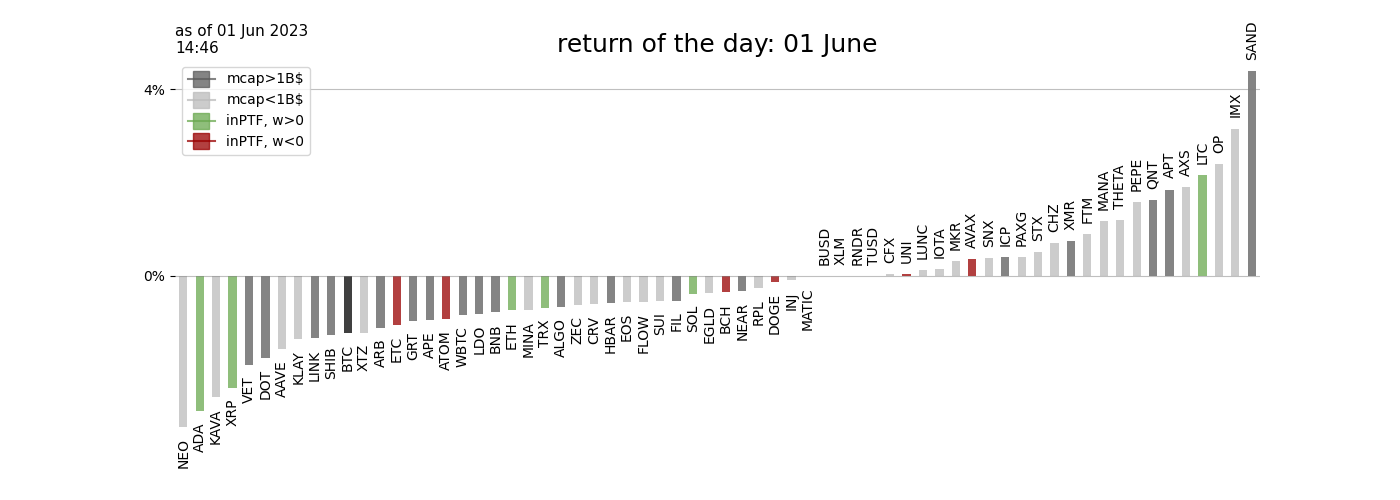 as of 01 Jun 2023
14:46
return of the day: 01 June
mcap>1B$
mcap<1B$
inPTF, w>0
inPTF, w<0
4%
0%
NEO
ADA
KAVA
XRP
VET
DOT
AAVE
KLAY
LINK
SHIB
BTC
XTZ
ARB
ETC
GRT
APE
ATOM
WBTC
LDO
BNB
ETH
MINA
TRX
ALGO
ZEC
CRV
HBAR
EOS
FLOW
SUI
FIL
SOL
EGLD
BCH
NEAR
RPL
DOGE
INJ
MATIC
BUSD
XLM
RNDR
TUSD
CFX
UNI
LUNC
IOTA
MKR
AVAX
SNX
ICP
PAXG
STX
CHZ
XMR
FTM
MANA
THETA
PEPE
QNT
APT
AXS
LTC
OP
IMX
SAND